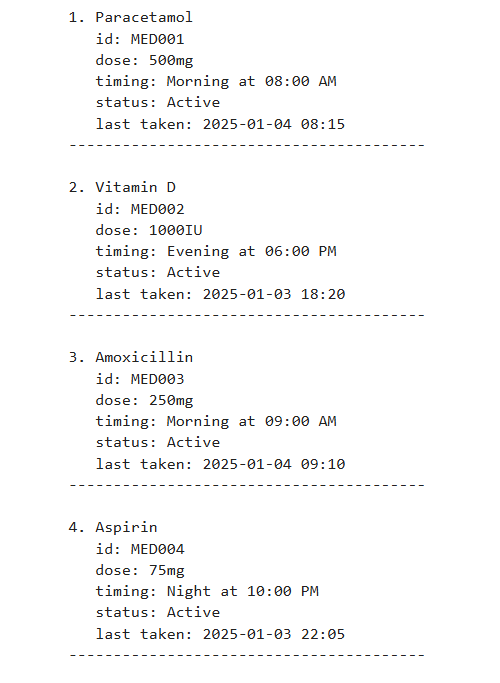 1. Paracetamol
   id: MED001
   dose: 500mg
   timing: Morning at 08:00 AM
   status: Active
   last taken: 2025-01-04 08:15
----------------------------------------
2. Vitamin D
   id: MED002
   dose: 1000IU
   timing: Evening at 06:00 PM
   status: Active
   last taken: 2025-01-03 18:20
----------------------------------------
3. Amoxicillin
   id: MED003
   dose: 250mg
   timing: Morning at 09:00 AM
   status: Active
   last taken: 2025-01-04 09:10
----------------------------------------
4. Aspirin
   id: MED004
   dose: 75mg
   timing: Night at 10:00 PM
   status: Active
   last taken: 2025-01-03 22:05
----------------------------------------